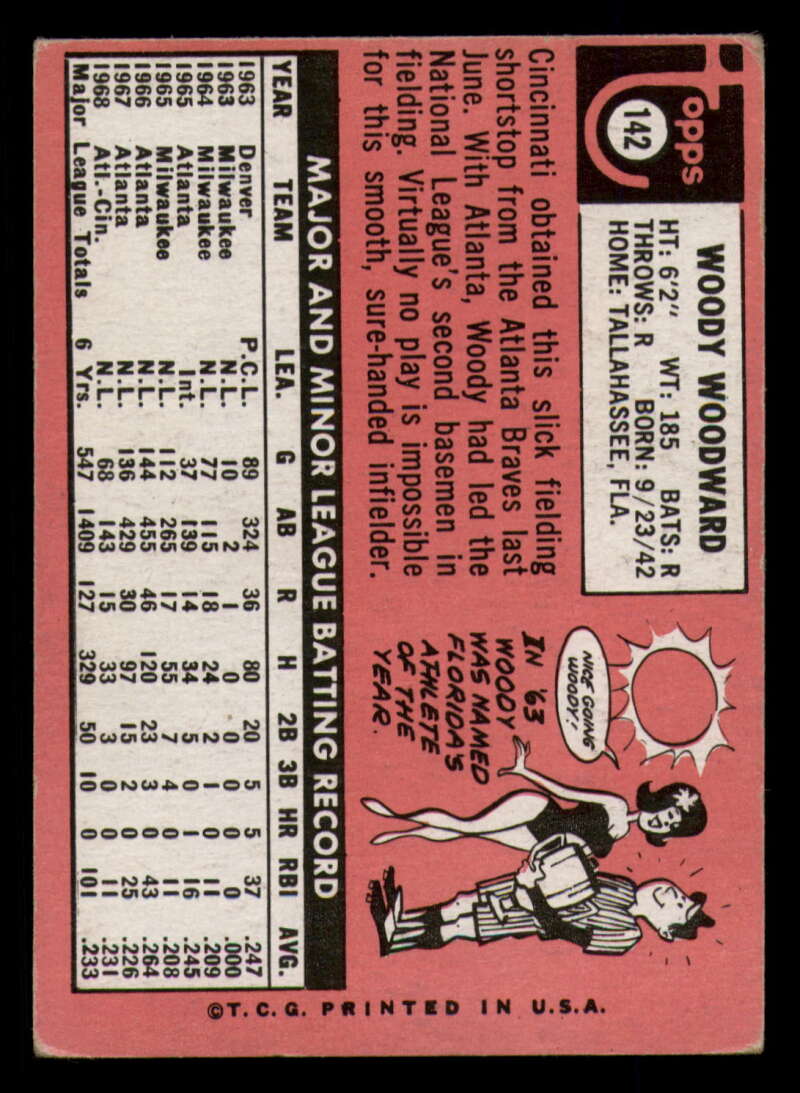 Topps
142
WOODY WOODWARD
HT: 6'2" WT: 185 BATS: R
THROWS: R BORN: 9/23/42
HOME: TALLAHASSEE, FLA.
Cincinnati obtained this slick fielding
shortstop from the Atlanta Braves last
June. With Atlanta, Woody had led the
National League's second basemen in
fielding. Virtually no play is impossible
for this smooth, sure-handed infielder.
NICE GOING
WOODY!
IN '63
WOODY
WAS NAMED
FLORIDA'S
ATHLETE
OF THE
YEAR.
MAJOR AND MINOR LEAGUE BATTING RECORD
YEAR TEAM LEA. G AB R H 2B 3B HR RBI AVG.
1963 Denver P.C.L. 89 324 36 80 20 5 5 37 .247
1963 Milwaukee N.L. 10 2 1 0 0 0 0 0 .000
1964 Milwaukee N.L. 77 115 18 24 2 1 0 11 .209
1965 Atlanta Int. 37 139 14 34 5 0 1 16 .245
1965 Milwaukee N.L. 112 265 17 55 7 4 0 11 .208
1966 Atlanta N.L. 144 455 46 120 23 3 0 43 .264
1967 Atlanta N.L. 136 429 30 97 15 2 0 25 .226
1968 Atl.-Cin. N.L. 68 143 15 33 3 0 0 11 .231
Major League Totals 6 Yrs. 547 1409 127 329 50 10 0 101 .233
©T.C.G. PRINTED IN U.S.A.